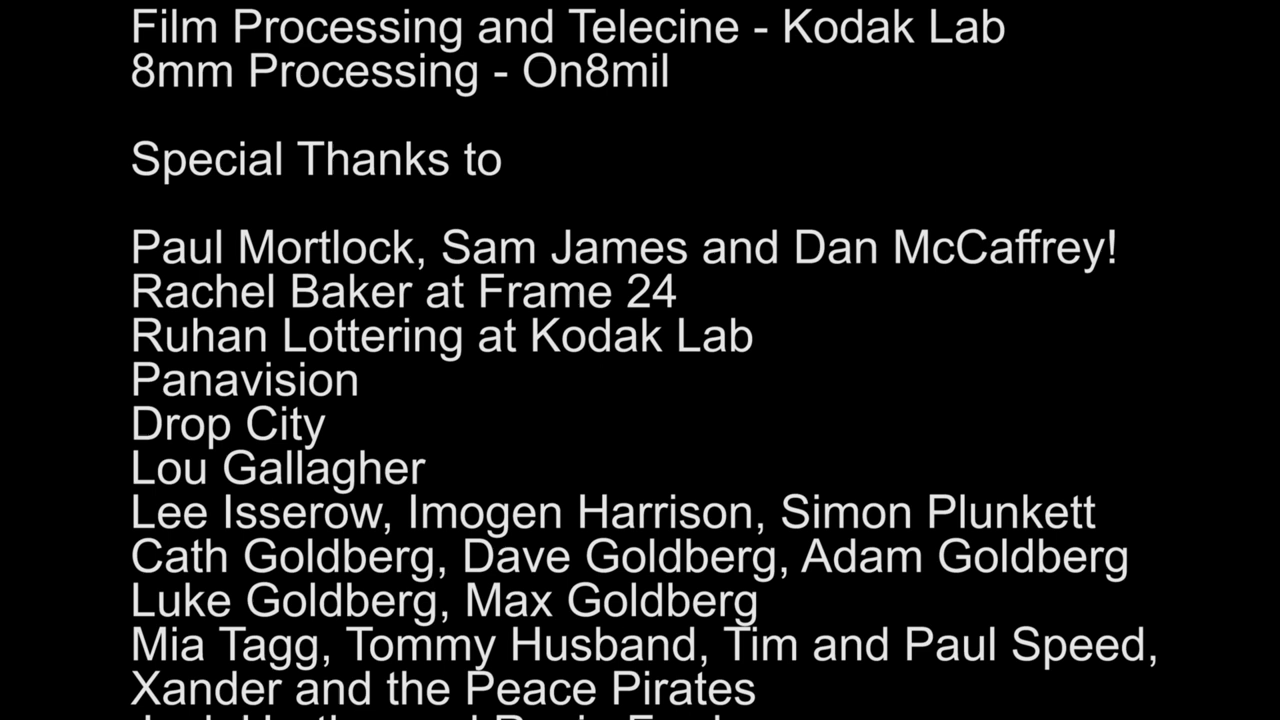 Film Processing and Telecine - Kodak Lab
8mm Processing - On8mil
Special Thanks to
Paul Mortlock, Sam James and Dan McCaffrey!
Rachel Baker at Frame 24
Ruhan Lottering at Kodak Lab
Panavision
Drop City
Lou Gallagher
Lee Isserow, Imogen Harrison, Simon Plunkett
Cath Goldberg, Dave Goldberg, Adam Goldberg
Luke Goldberg, Max Goldberg
Mia Tagg, Tommy Husband, Tim and Paul Speed,
Xander and the Peace Pirates